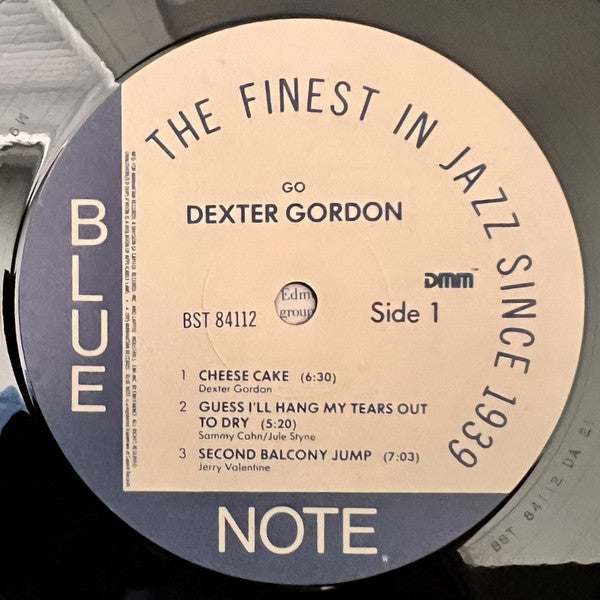 THE FINEST IN JAZZ SINCE 1939
GO
DEXTER GORDON
DMM™
BST 84112
Side 1
Edm
group
1 CHEESE CAKE (6:30)
Dexter Gordon
2 GUESS I'LL HANG MY TEARS OUT
TO DRY (5:20)
Sammy Cahn/Jule Styne
3 SECOND BALCONY JUMP (7:03)
Jerry Valentine
BLUE
NOTE®
BST 84112 DA